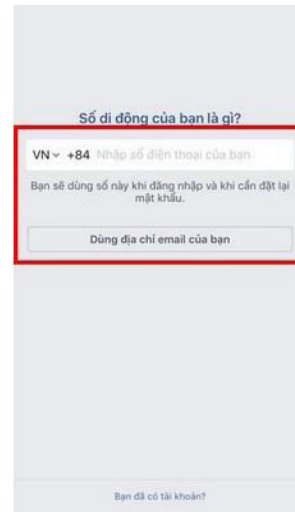 Số di động của bạn là gì?
VN +84 Nhập số điện thoại của bạn
Bạn sẽ dùng số này khi đăng nhập và khi cần đặt lại
mật khẩu.
Dùng địa chỉ email của bạn
Bạn đã có tài khoản?